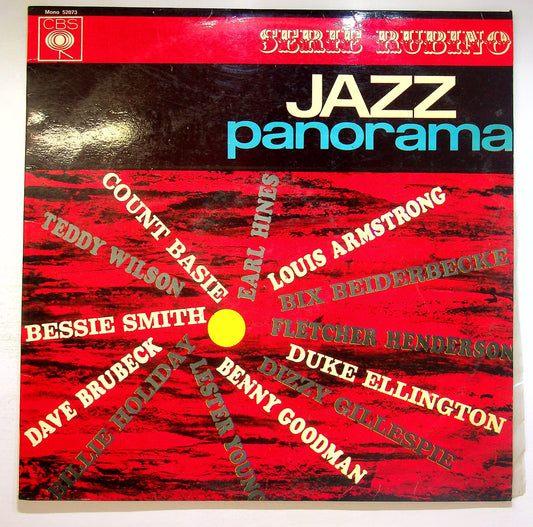 Mono 52073
CBS
SERIE RUBINO
JAZZ
panorama
COUNT BASIE
EARL HINES
LOUIS ARMSTRONG
TEDDY WILSON
BIX BEIDERBECKE
BESSIE SMITH
FLETCHER HENDERSON
DUKE ELLINGTON
DAVE BRUBECK
DIZZY GILLESPIE
BILLIE HOLIDAY
LESTER YOUNG
BENNY GOODMAN